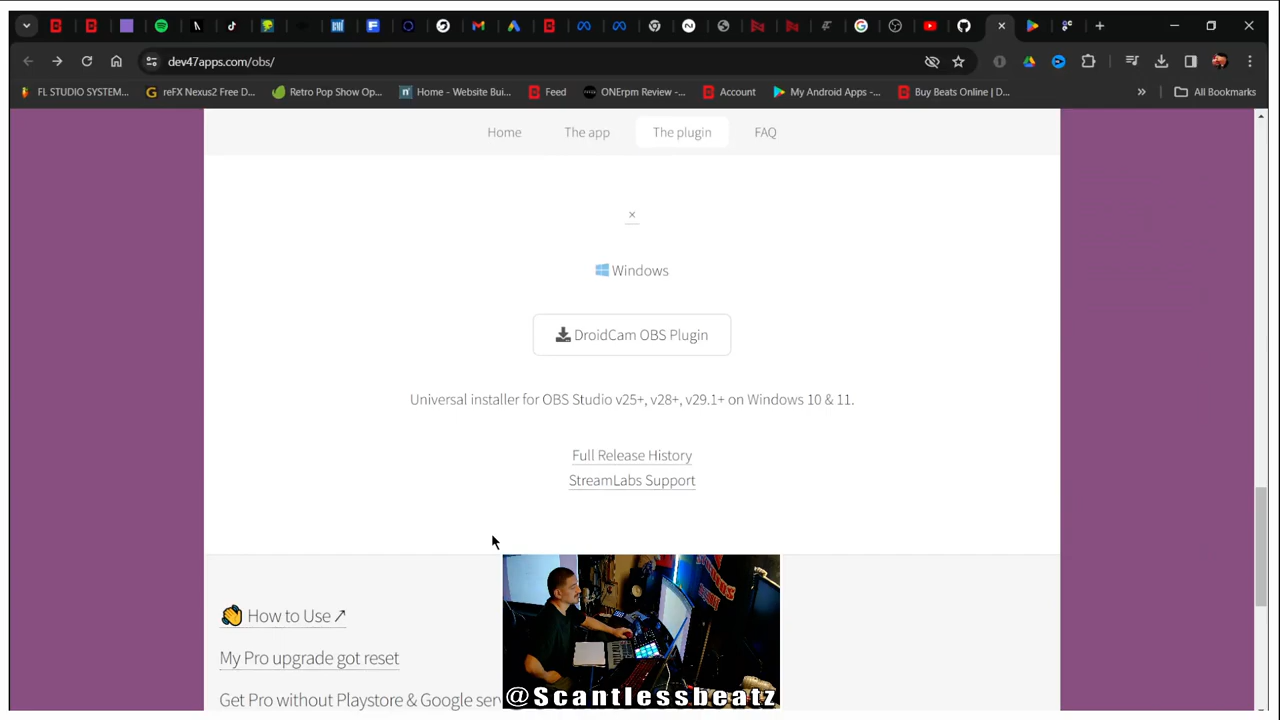 dev47apps.com/obs/
FL STUDIO SYSTEM...
reFX Nexus2 Free D...
Retro Pop Show Op...
Home - Website Bui...
Feed
ONErpm Review -...
Account
My Android Apps -...
Buy Beats Online | D...
»
All Bookmarks
Home
The app
The plugin
FAQ
×
Windows
DroidCam OBS Plugin
Universal installer for OBS Studio v25+, v28+, v29.1+ on Windows 10 & 11.
Full Release History
StreamLabs Support
How to Use ↗
My Pro upgrade got reset
Get Pro without Playstore & Google serv
@Scantlessbeatz